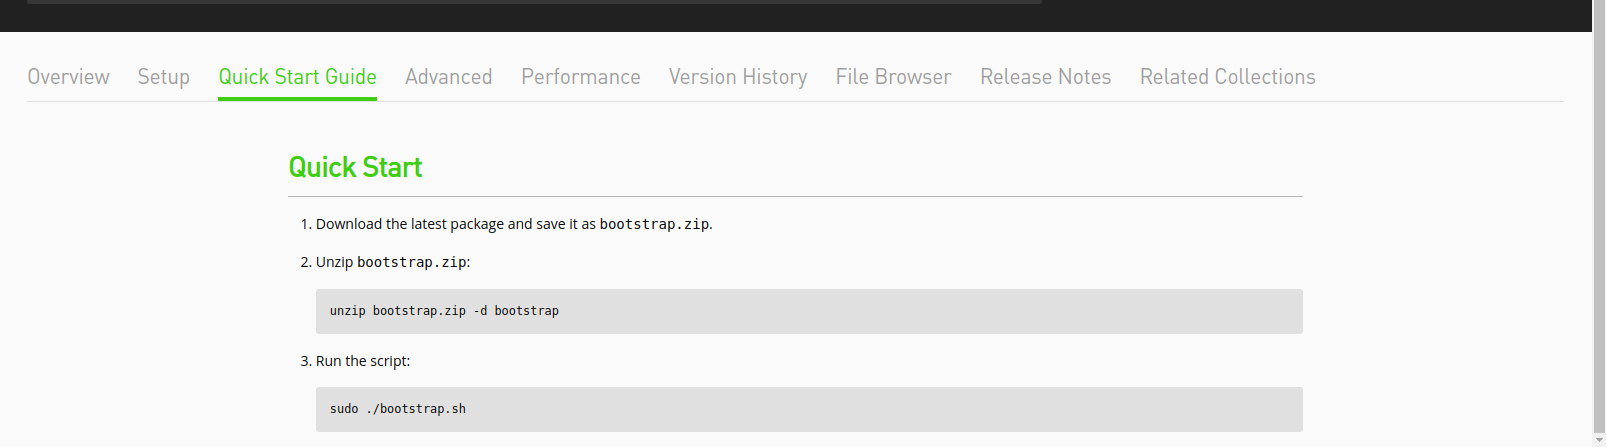 Overview Setup Quick Start Guide Advanced Performance Version History File Browser Release Notes Related Collections
Quick Start
1. Download the latest package and save it as bootstrap.zip.
2. Unzip bootstrap.zip:
unzip bootstrap.zip -d bootstrap
3. Run the script:
sudo ./bootstrap.sh